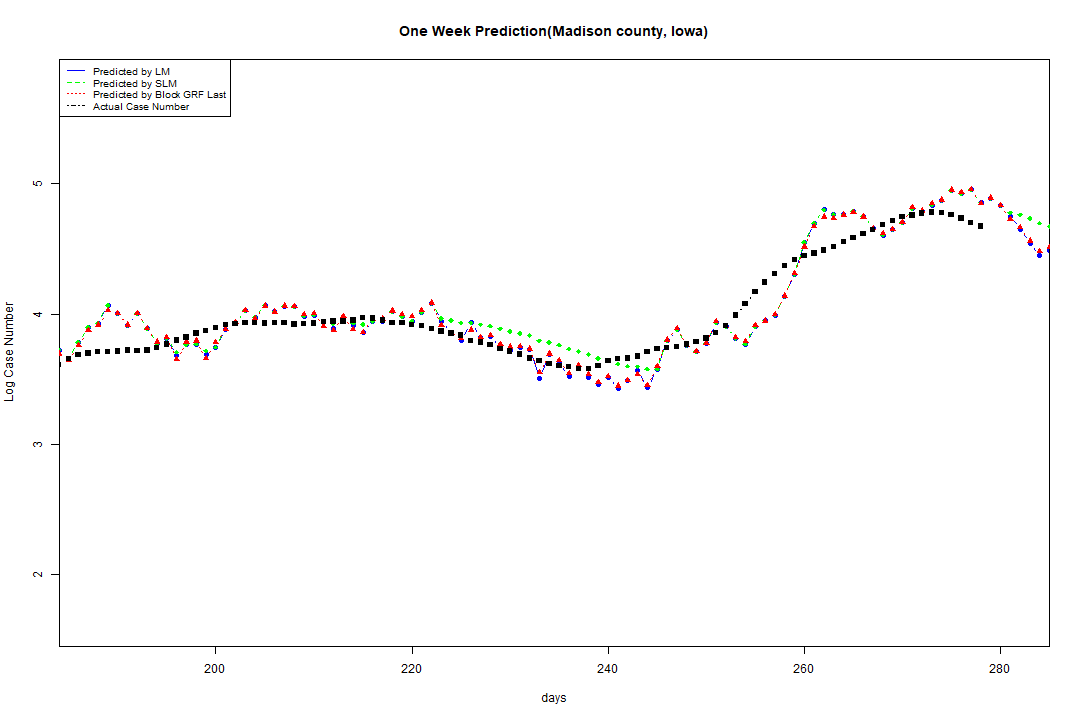 One Week Prediction(Madison county, Iowa)
Predicted by LM
Predicted by SLM
Predicted by Block GRF Last
Actual Case Number
5
4
3
2
Log Case Number
200
220
240
260
280
days